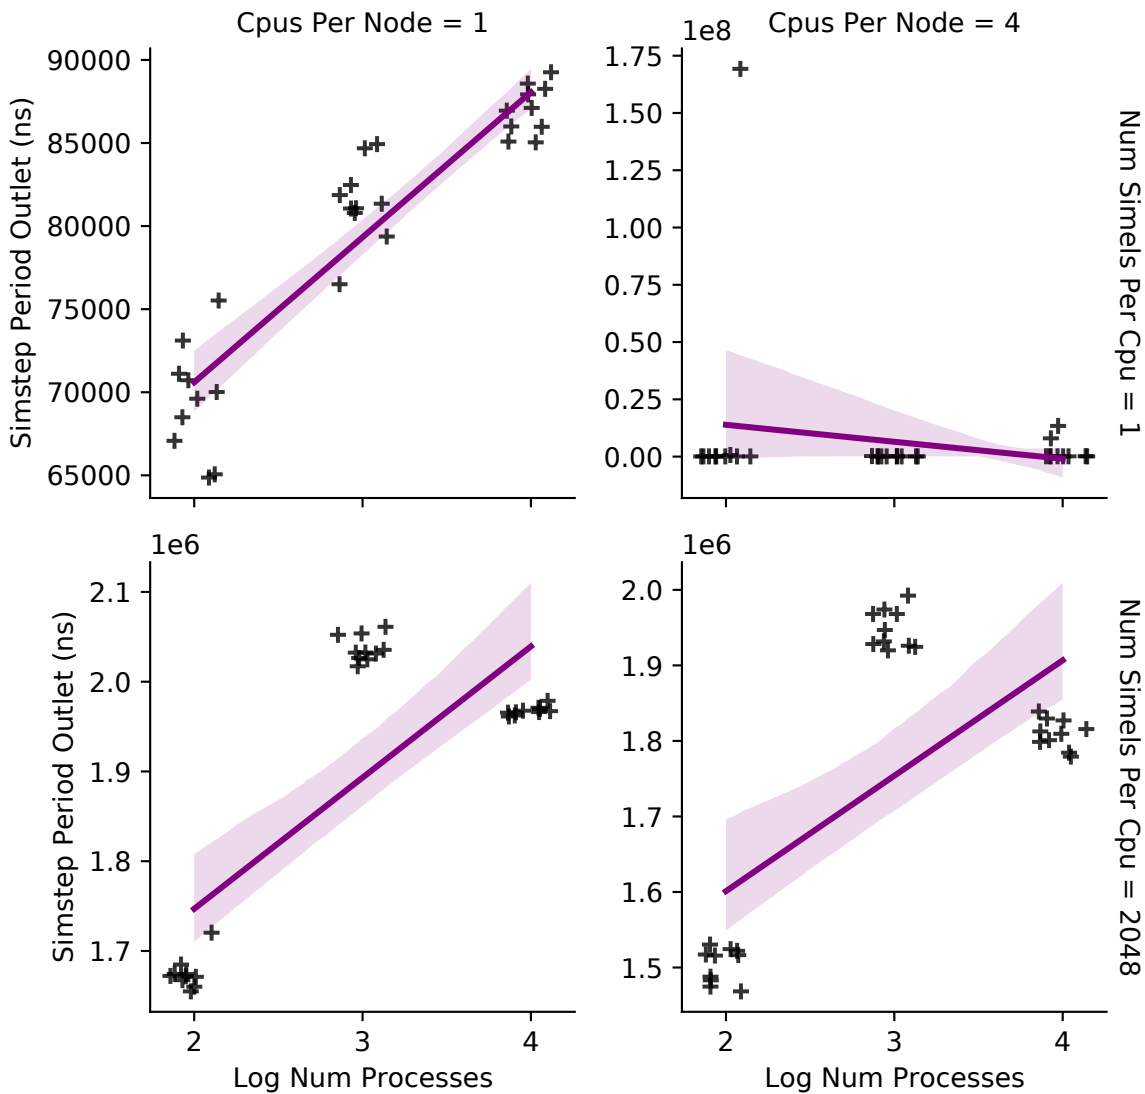 Cpus Per Node = 1
Cpus Per Node = 4
Simstep Period Outlet (ns)
90000
85000
80000
75000
70000
65000
1e8
1.75
1.50
1.25
1.00
0.75
0.50
0.25
0.00
Num Simels Per Cpu = 1
Simstep Period Outlet (ns)
1e6
2.1
2.0
1.9
1.8
1.7
2
3
4
Log Num Processes
1e6
2.0
1.9
1.8
1.7
1.6
1.5
2
3
4
Log Num Processes
Num Simels Per Cpu = 2048